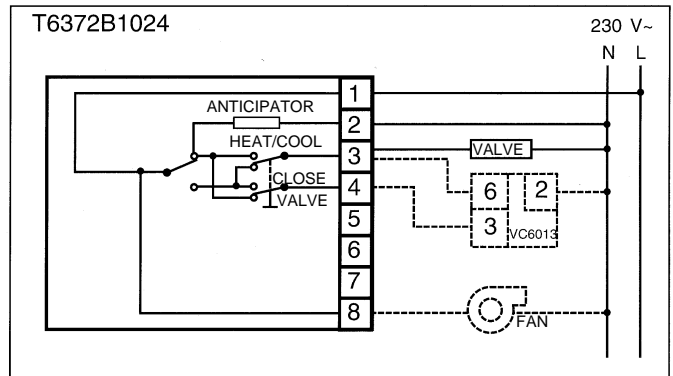 T6372B1024
230 V~
N L
1
ANTICIPATOR
2
HEAT/COOL
3
VALVE
CLOSE
4
VALVE
6 2
5
3
VC6013
6
7
8
FAN